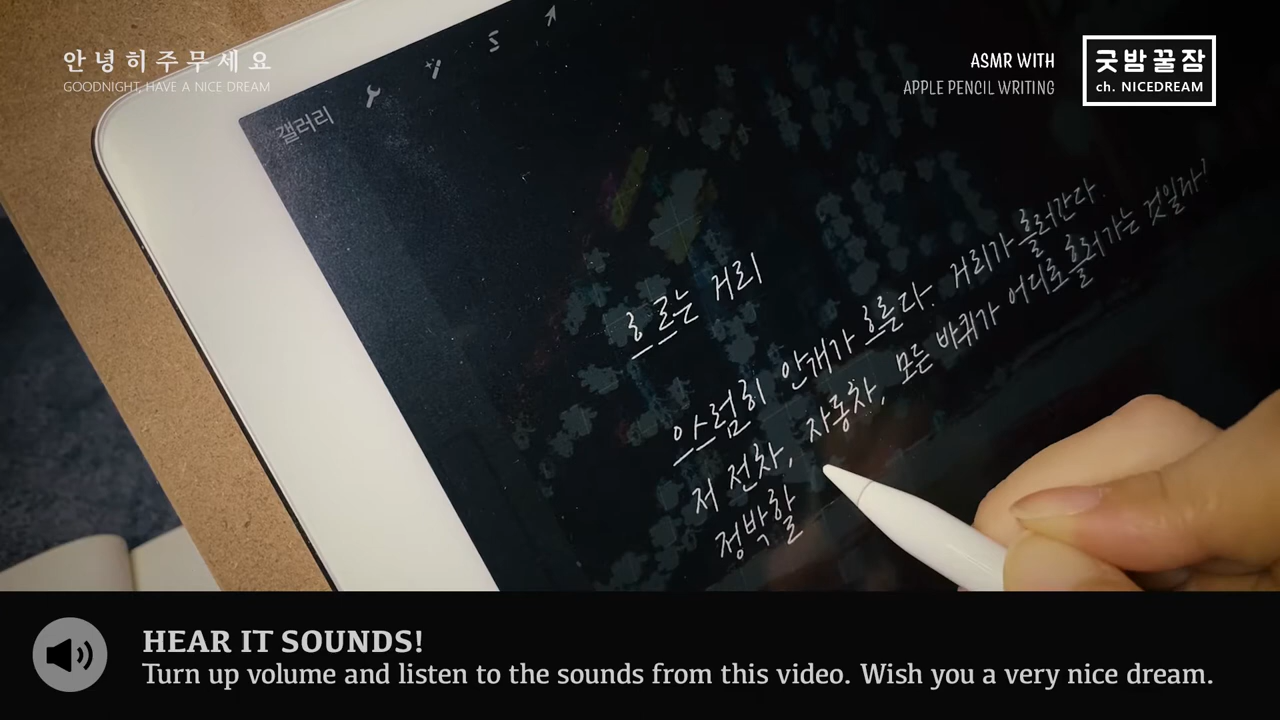 안녕히주무세요
GOODNIGHT, HAVE A NICE DREAM
ASMR WITH
APPLE PENCIL WRITING
굿밤꿀잠
ch. NICEDREAM
갤러리
흐르는 거리
으스럼히 안개가 흐른다. 거리가 흘러간다.
저 전차, 자동차, 모든 바퀴가 어디로 흘러가는 것일까?
정박할
HEAR IT SOUNDS!
Turn up volume and listen to the sounds from this video. Wish you a very nice dream.